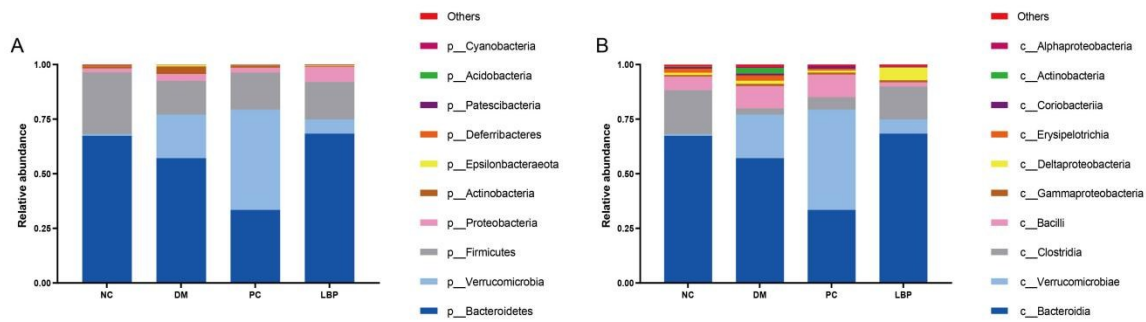 A
Relative abundance
1.00
0.75
0.50
0.25
0.00
NC DM PC LBP
Others
p__Cyanobacteria
p__Acidobacteria
p__Patescibacteria
p__Deferribacteres
p__Epsilonbacteraeota
p__Actinobacteria
p__Proteobacteria
p__Firmicutes
p__Verrucomicrobia
p__Bacteroidetes
B
Relative abundance
1.00
0.75
0.50
0.25
0.00
NC DM PC LBP
Others
c__Alphaproteobacteria
c__Actinobacteria
c__Coriobacteriia
c__Erysipelotrichia
c__Deltaproteobacteria
c__Gammaproteobacteria
c__Bacilli
c__Clostridia
c__Verrucomicrobiae
c__Bacteroidia